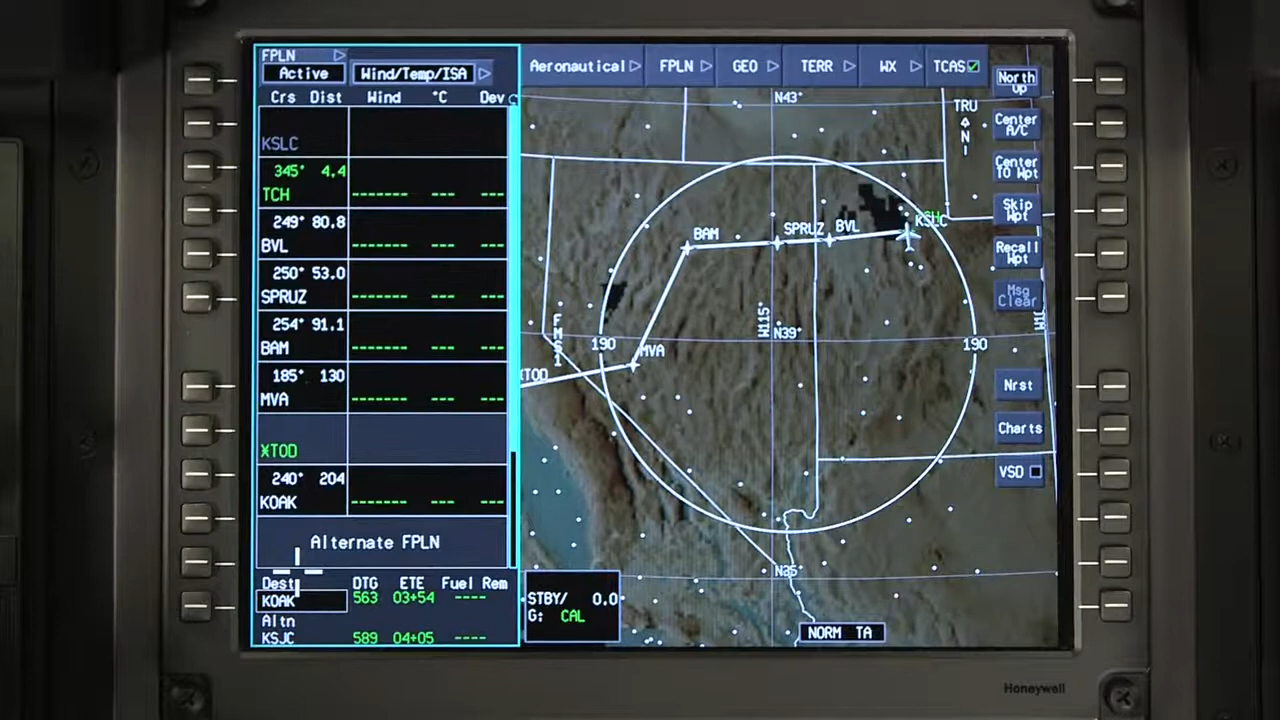 FPLN
Active Wind/Temp/ISA
Crs Dist Wind °C Dev
KSLC
345° 4.4
TCH ------- --- ---
249° 80.8
BVL ------- --- ---
250° 53.0
SPRUZ ------- --- ---
254° 91.1
BAM ------- --- ---
185° 130
MVA ------- --- ---
XTOD
240° 204
KOAK ------- --- ---
Alternate FPLN
Dest DTG ETE Fuel Rem
KOAK 563 03+54 ----
Altn
KSJC 589 04+05 ----
Aeronautical FPLN GEO TERR WX TCAS
N43°
TRU
N
KSLC
BVL
SPRUZ
BAM
W115°
N39°
FMS1
190
190
MVA
XTOD
N35°
STBY/ 0.0
G: CAL
NORM TA
North Up
Center A/C
Center TO Wpt
Skip Wpt
Recall Wpt
Msg Clear
Nrst
Charts
VSD
Honeywell